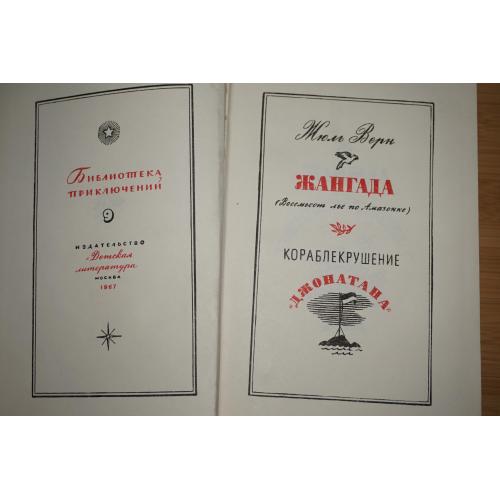 Библиотека
приключений
9
ИЗДАТЕЛЬСТВО
«Детская
литература»
МОСКВА
1967
Жюль Верн
ЖАНГАДА
(Восемьсот лье по Амазонке)
КОРАБЛЕКРУШЕНИЕ
"ДЖОНАТАНА"